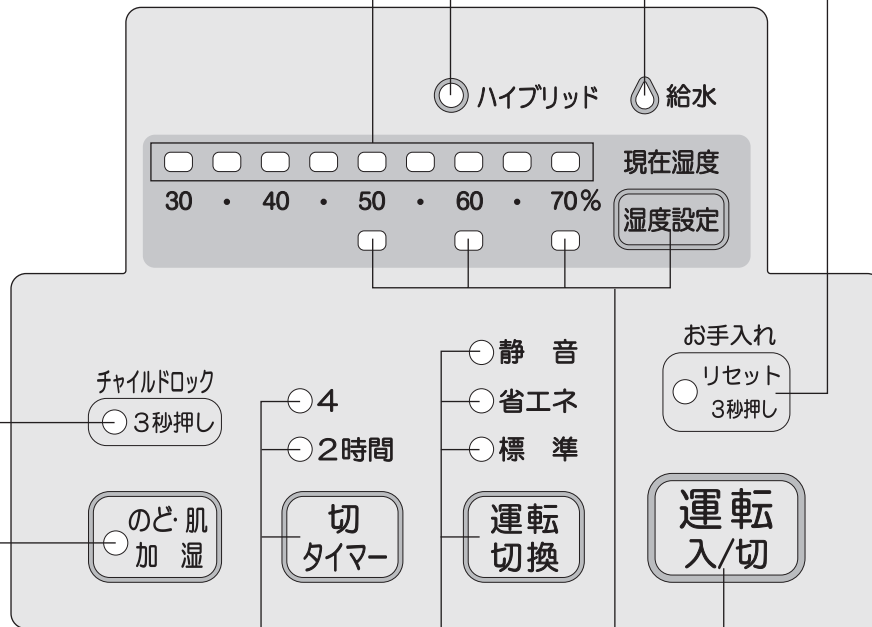 ハイブリッド
給水
現在湿度
30 ・ 40 ・ 50 ・ 60 ・ 70%
湿度設定
お手入れ
リセット
3秒押し
チャイルドロック
3秒押し
4
2時間
静 音
省エネ
標 準
のど・肌
加 湿
切
タイマー
運転
切換
運転
入/切